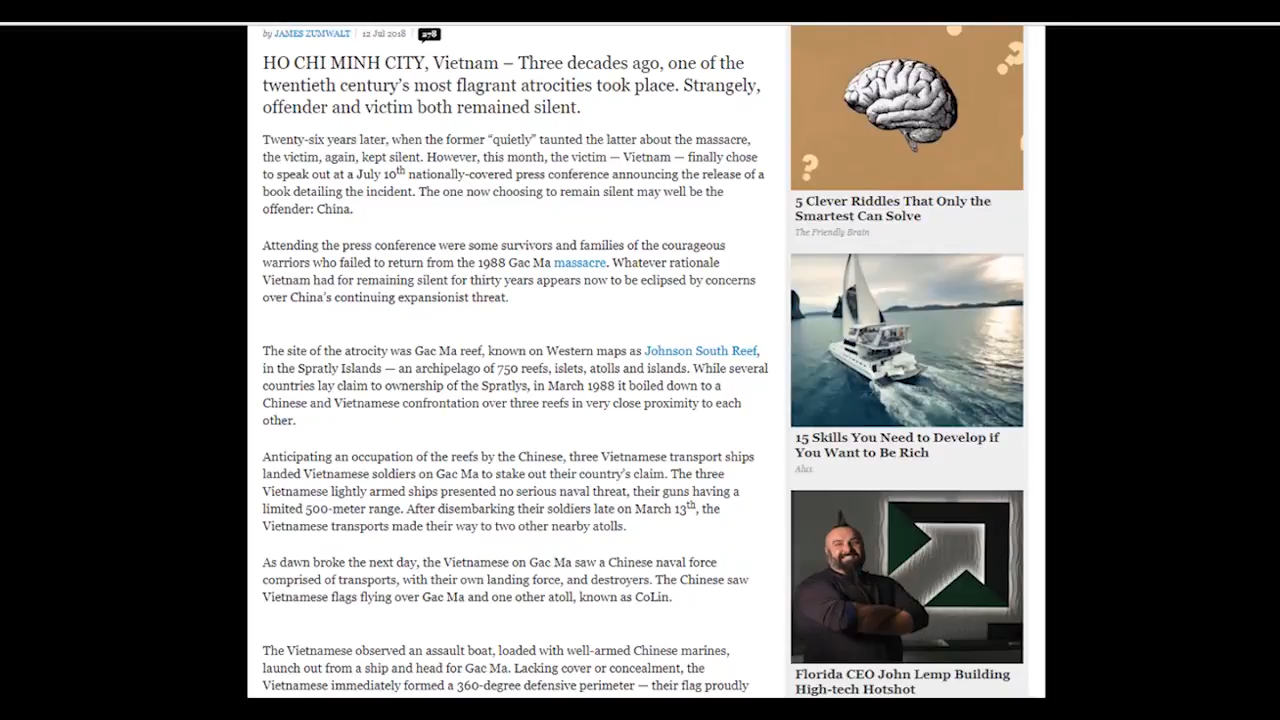 by JAMES ZUMWALT | 12 Jul 2018 | 278
HO CHI MINH CITY, Vietnam – Three decades ago, one of the
twentieth century's most flagrant atrocities took place. Strangely,
offender and victim both remained silent.
Twenty-six years later, when the former “quietly” taunted the latter about the massacre,
the victim, again, kept silent. However, this month, the victim — Vietnam — finally chose
to speak out at a July 10th nationally-covered press conference announcing the release of a
book detailing the incident. The one now choosing to remain silent may well be the
offender: China.
Attending the press conference were some survivors and families of the courageous
warriors who failed to return from the 1988 Gac Ma massacre. Whatever rationale
Vietnam had for remaining silent for thirty years appears now to be eclipsed by concerns
over China's continuing expansionist threat.
The site of the atrocity was Gac Ma reef, known on Western maps as Johnson South Reef,
in the Spratly Islands — an archipelago of 750 reefs, islets, atolls and islands. While several
countries lay claim to ownership of the Spratlys, in March 1988 it boiled down to a
Chinese and Vietnamese confrontation over three reefs in very close proximity to each
other.
Anticipating an occupation of the reefs by the Chinese, three Vietnamese transport ships
landed Vietnamese soldiers on Gac Ma to stake out their country's claim. The three
Vietnamese lightly armed ships presented no serious naval threat, their guns having a
limited 500-meter range. After disembarking their soldiers late on March 13th, the
Vietnamese transports made their way to two other nearby atolls.
As dawn broke the next day, the Vietnamese on Gac Ma saw a Chinese naval force
comprised of transports, with their own landing force, and destroyers. The Chinese saw
Vietnamese flags flying over Gac Ma and one other atoll, known as CoLin.
The Vietnamese observed an assault boat, loaded with well-armed Chinese marines,
launch out from a ship and head for Gac Ma. Lacking cover or concealment, the
Vietnamese immediately formed a 360-degree defensive perimeter — their flag proudly
5 Clever Riddles That Only the
Smartest Can Solve
The Friendly Brain
15 Skills You Need to Develop if
You Want to Be Rich
Alux
Florida CEO John Lemp Building
High-tech Hotshot